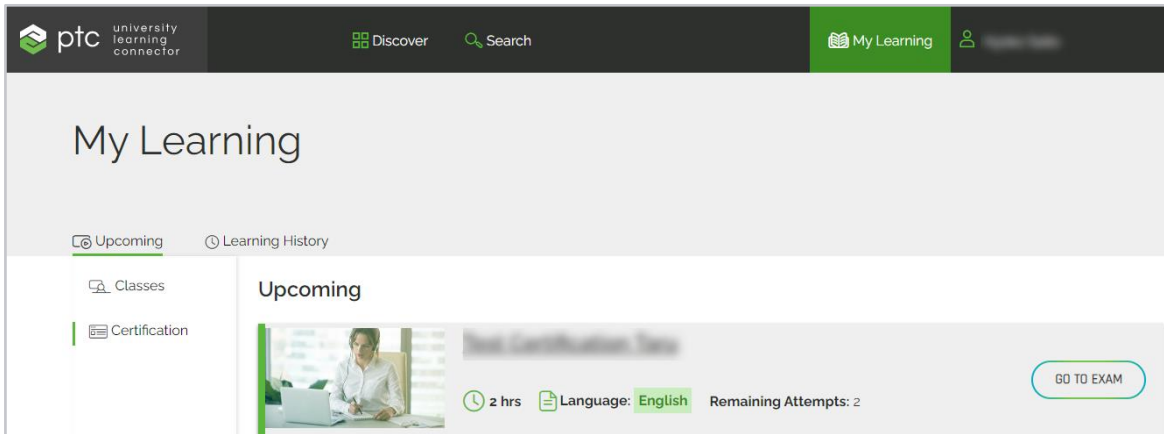 ptc university
learning
connector
Discover
Search
My Learning
My Learning
Upcoming
Learning History
Classes
Certification
Upcoming
2 hrs Language: English Remaining Attempts: 2
GO TO EXAM